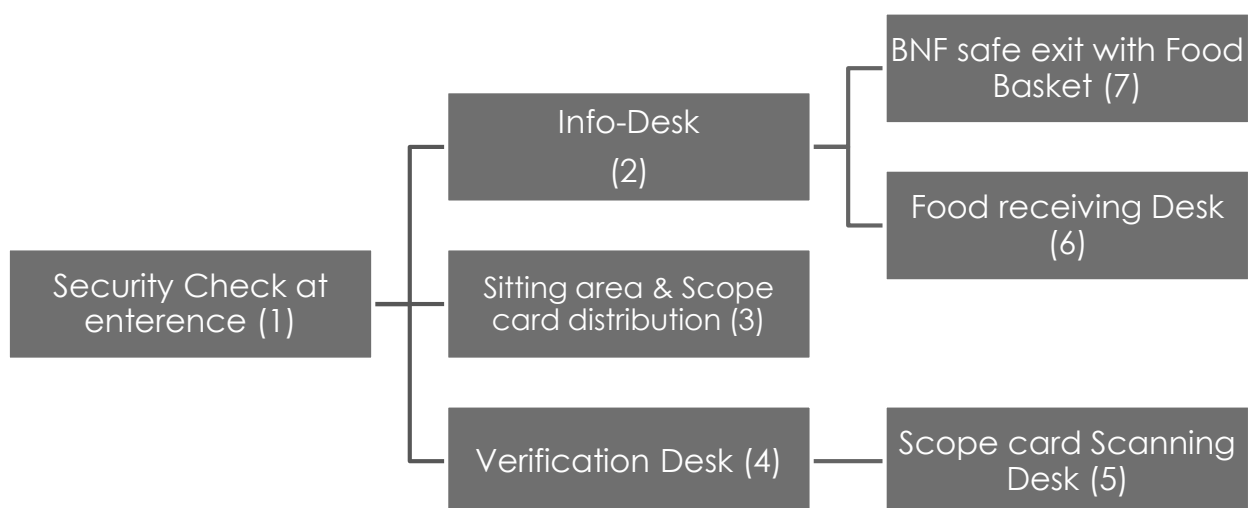 Security Check at
enterence (1)
Info-Desk
(2)
Sitting area & Scope
card distribution (3)
Verification Desk (4)
BNF safe exit with Food
Basket (7)
Food receiving Desk
(6)
Scope card Scanning
Desk (5)